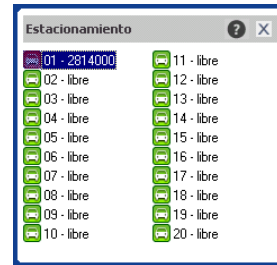 Estacionamiento
01 - 2814000
02 - libre
03 - libre
04 - libre
05 - libre
06 - libre
07 - libre
08 - libre
09 - libre
10 - libre
11 - libre
12 - libre
13 - libre
14 - libre
15 - libre
16 - libre
17 - libre
18 - libre
19 - libre
20 - libre